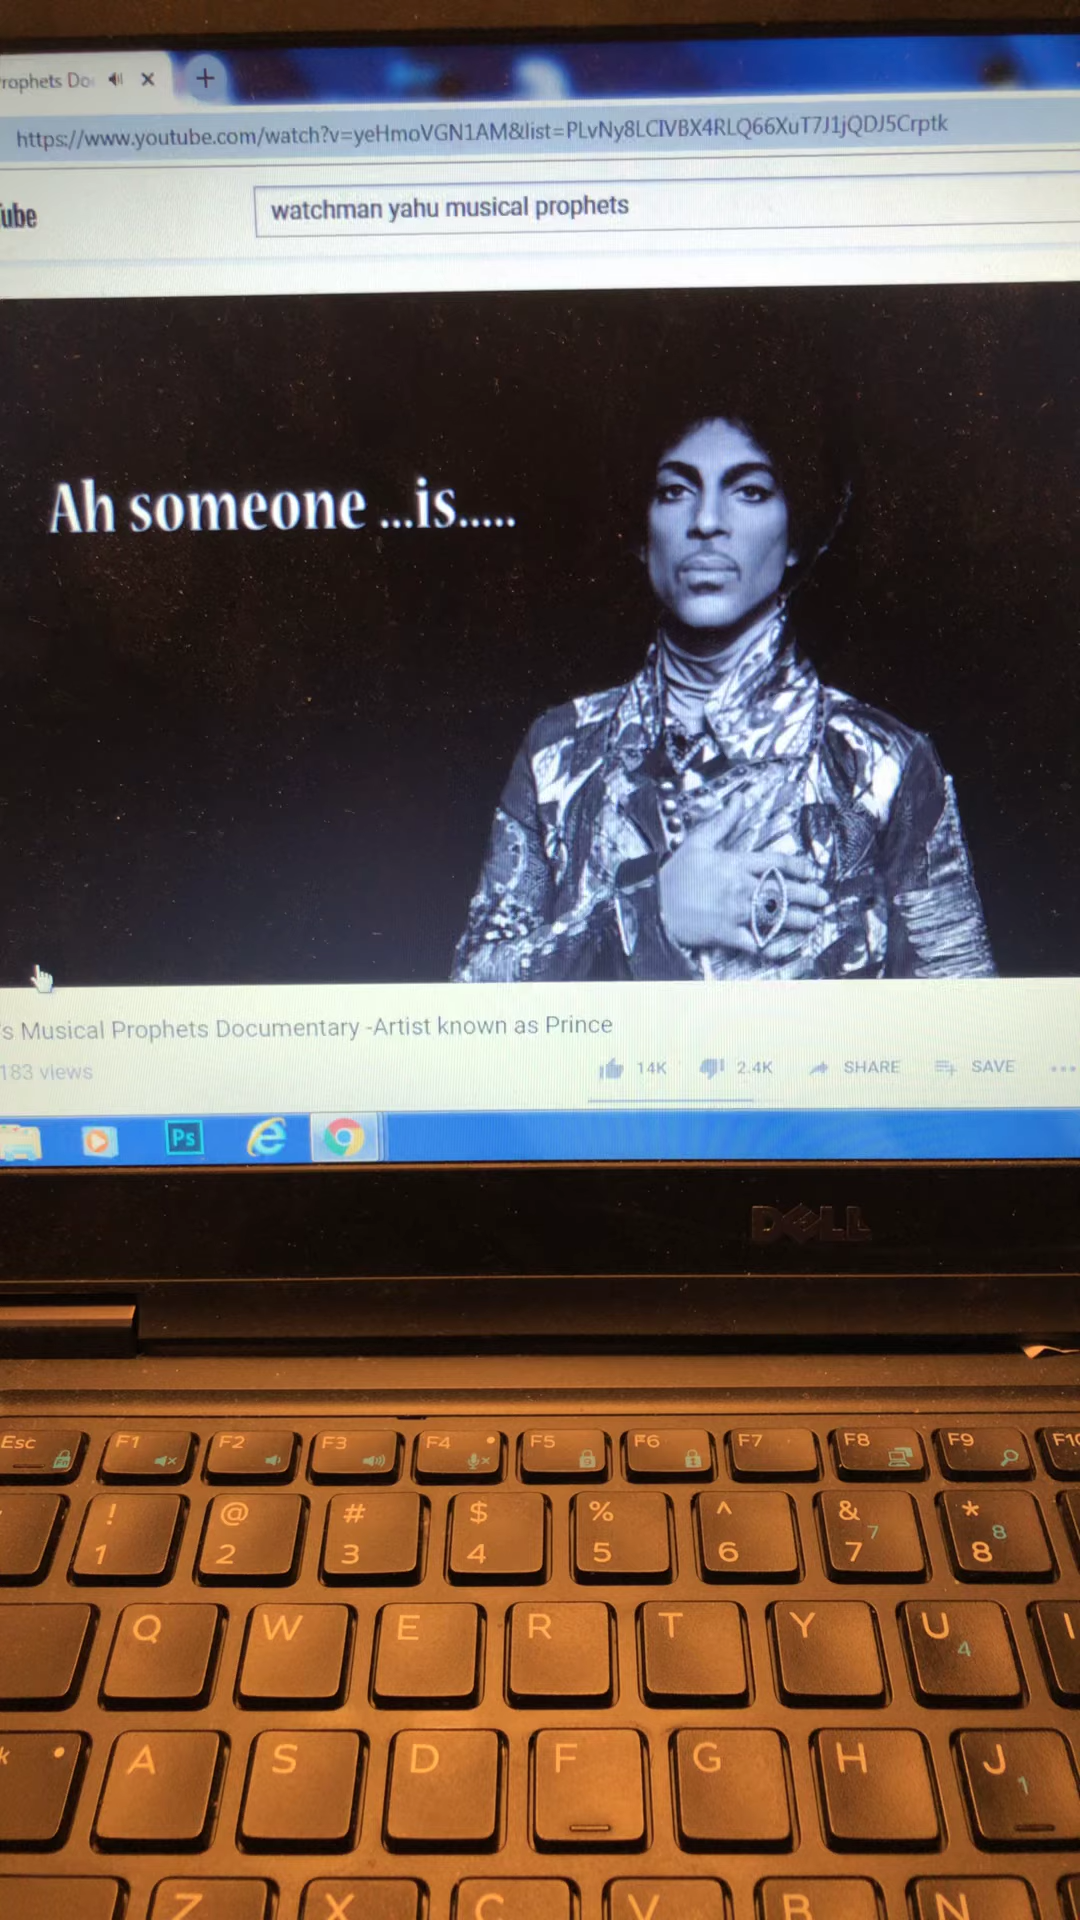 rophets Do
https://www.youtube.com/watch?v=yeHmoVGN1AM&list=PLvNy8LCIVBX4RLQ66XuT7J1jQDJ5Crptk
Tube
watchman yahu musical prophets
Ah someone ...is.....
's Musical Prophets Documentary -Artist known as Prince
183 views
14K 2.4K SHARE SAVE
Ps
DELL
Esc F1 F2 F3 F4 F5 F6 F7 F8 F9 F10
! @ # $ % ^ & 7 * 8
1 2 3 4 5 6 7 8
Q W E R T Y U 4 I
k A S D F G H J 1
Z X C V B N